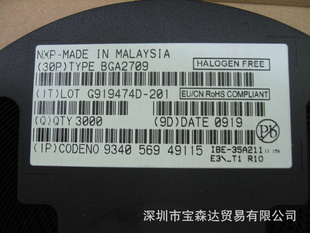 NXP-MADE IN MALAYSIA
(30P)TYPE BGA2709
HALOGEN FREE
(1T)LOT G919474D-201
EU/CN RoHS COMPLIANT
(Q)QTY 3000
(9D)DATE 0919
(1P)CODENO 9340 569 49115
IBE-35A211
E3\_T1 R10
深圳市宝森达贸易有限公司